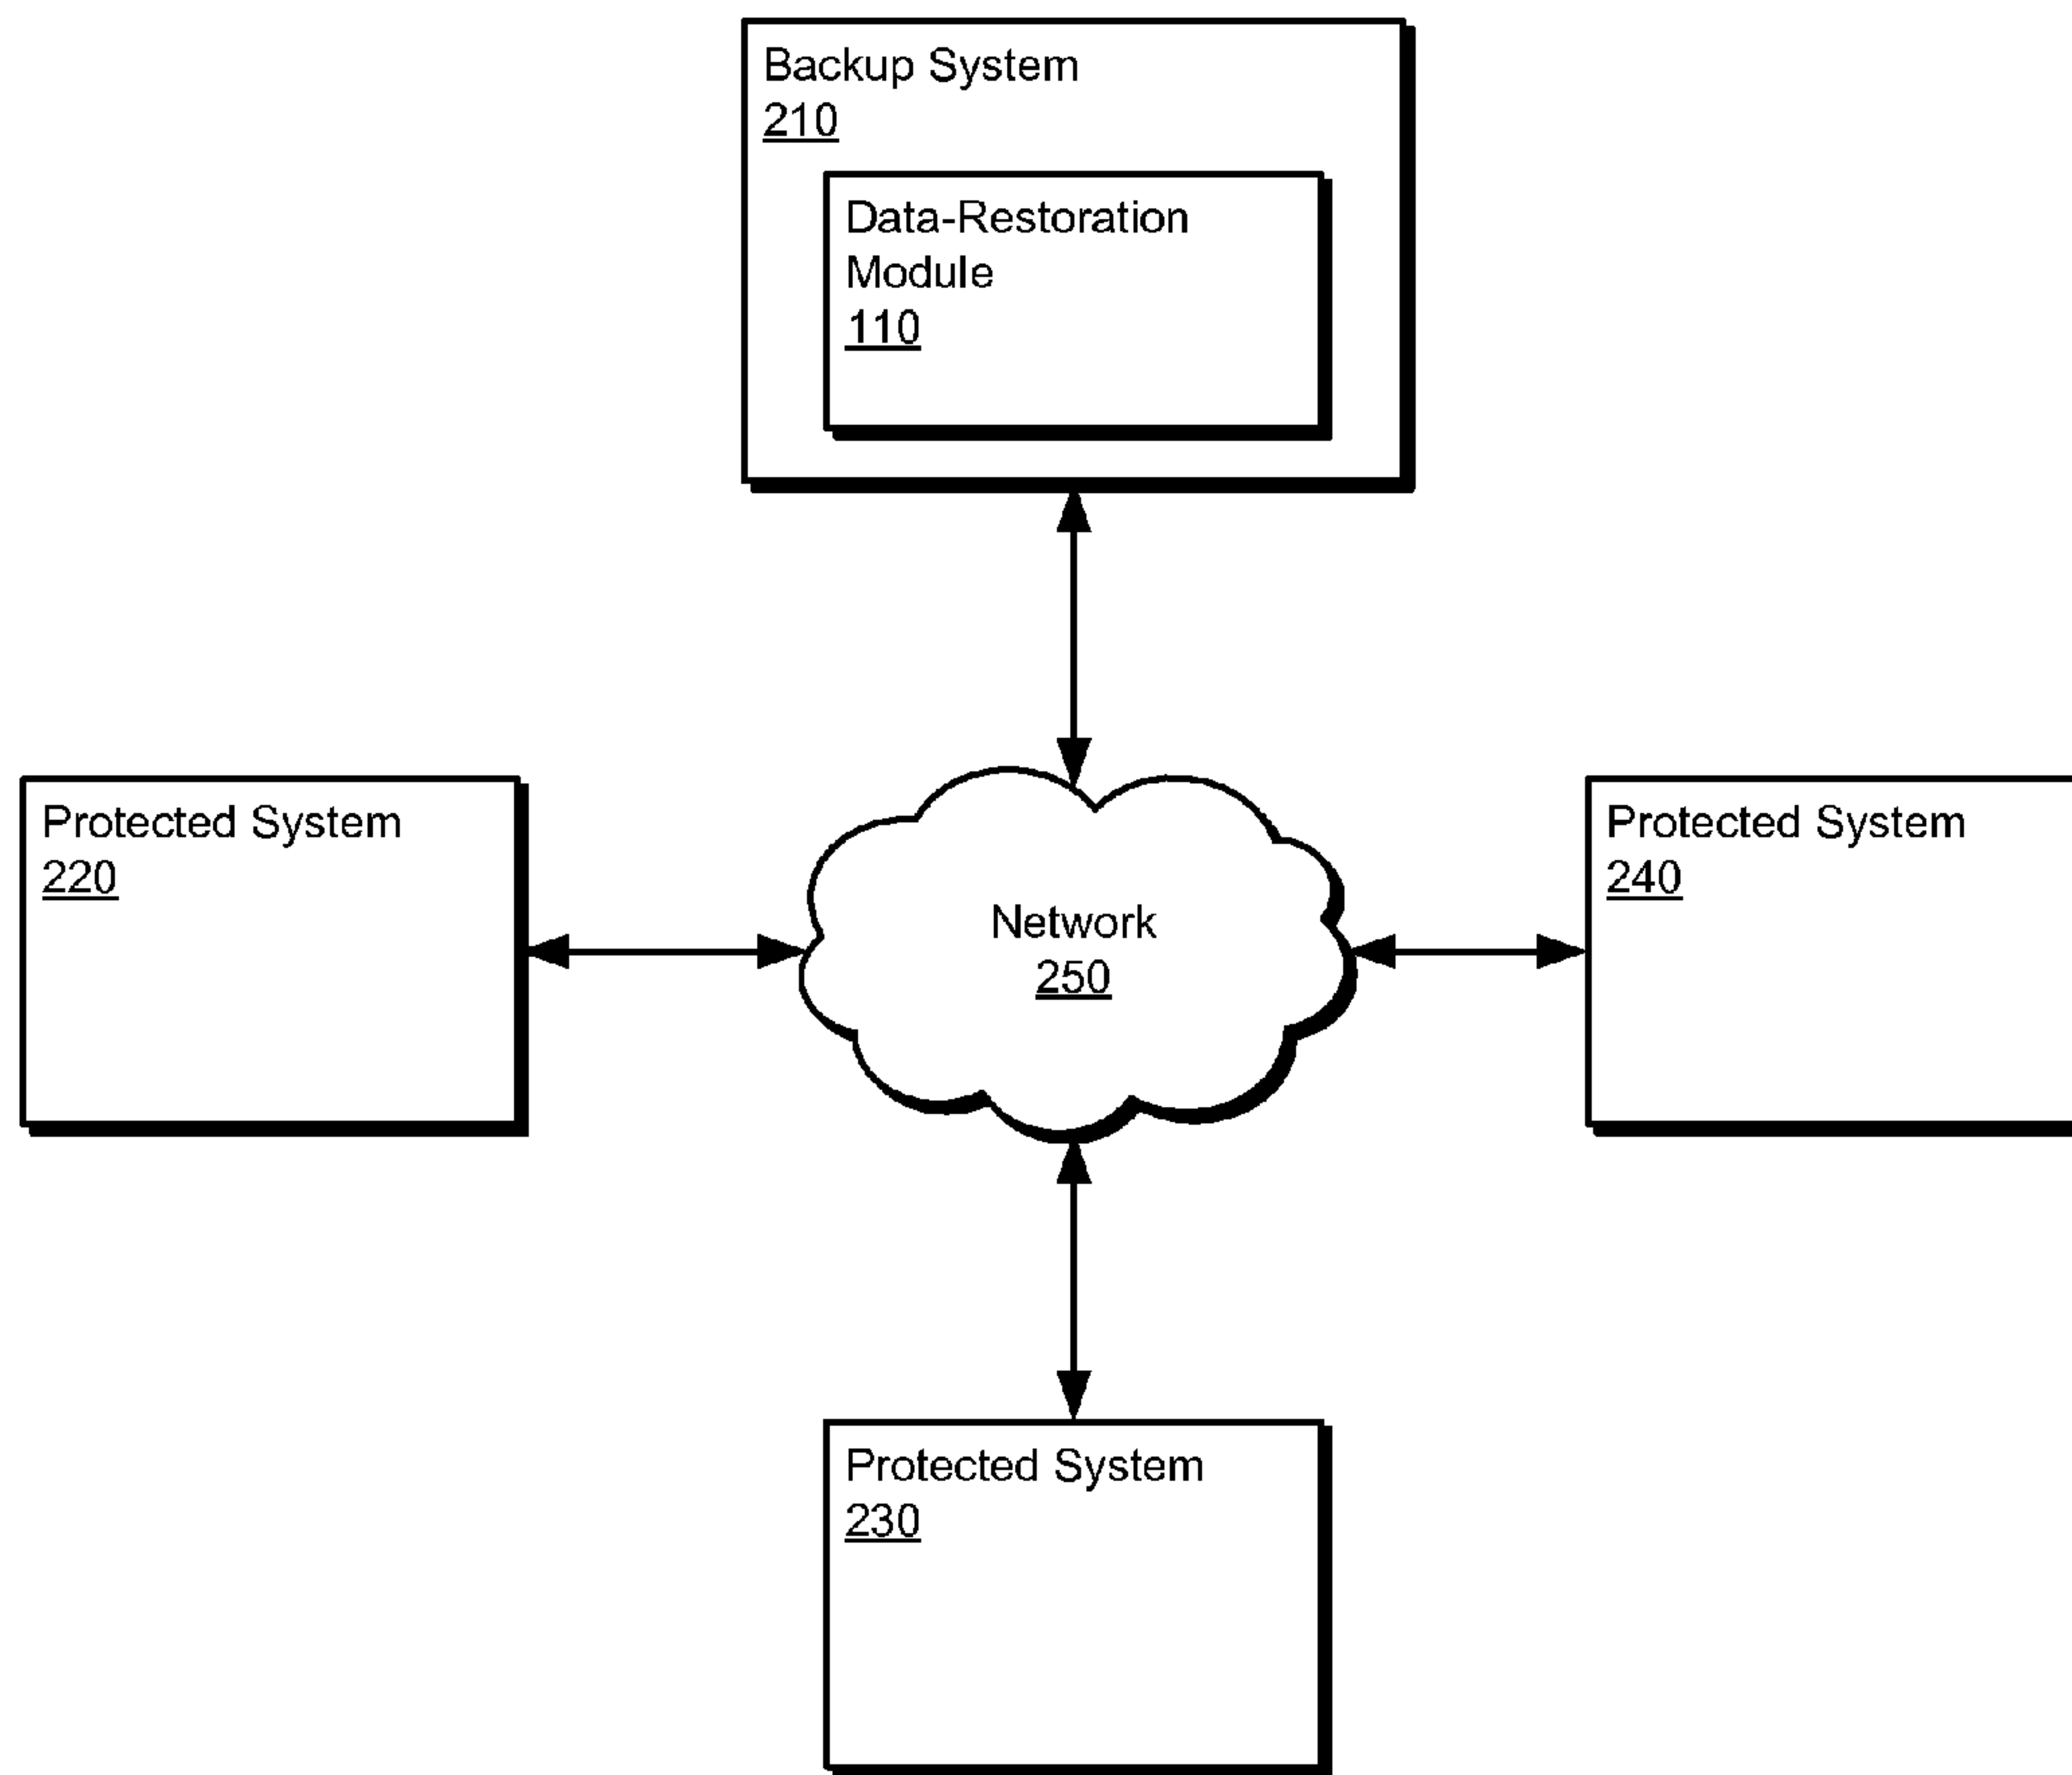 Backup System
210
Data-Restoration
Module
110
Protected System
220
Network
250
Protected System
240
Protected System
230